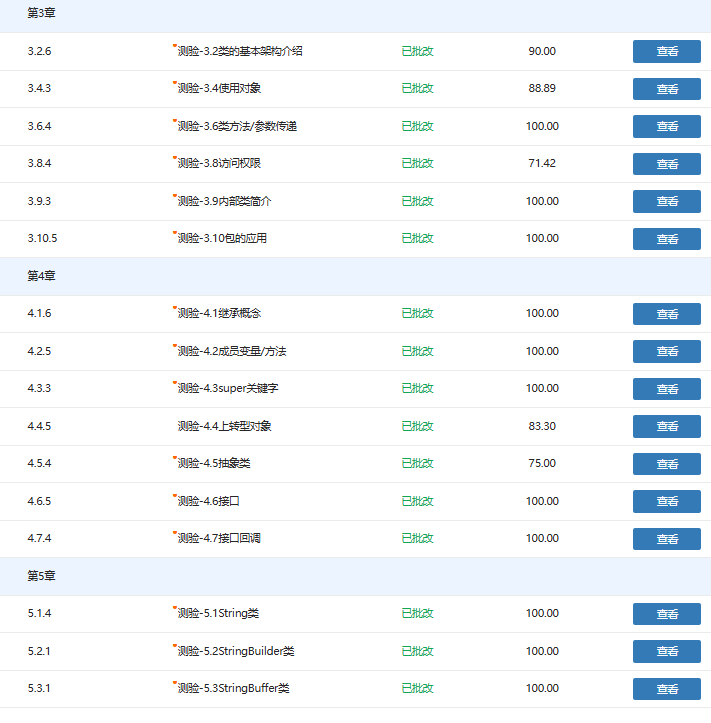 第3章
3.2.6 *测验-3.2类的基本架构介绍 已批改 90.00 查看
3.4.3 *测验-3.4使用对象 已批改 88.89 查看
3.6.4 *测验-3.6类方法/参数传递 已批改 100.00 查看
3.8.4 *测验-3.8访问权限 已批改 71.42 查看
3.9.3 *测验-3.9内部类简介 已批改 100.00 查看
3.10.5 *测验-3.10包的应用 已批改 100.00 查看
第4章
4.1.6 *测验-4.1继承概念 已批改 100.00 查看
4.2.5 *测验-4.2成员变量/方法 已批改 100.00 查看
4.3.3 *测验-4.3super关键字 已批改 100.00 查看
4.4.5 测验-4.4上转型对象 已批改 83.30 查看
4.5.4 *测验-4.5抽象类 已批改 75.00 查看
4.6.5 *测验-4.6接口 已批改 100.00 查看
4.7.4 *测验-4.7接口回调 已批改 100.00 查看
第5章
5.1.4 *测验-5.1String类 已批改 100.00 查看
5.2.1 *测验-5.2StringBuilder类 已批改 100.00 查看
5.3.1 *测验-5.3StringBuffer类 已批改 100.00 查看